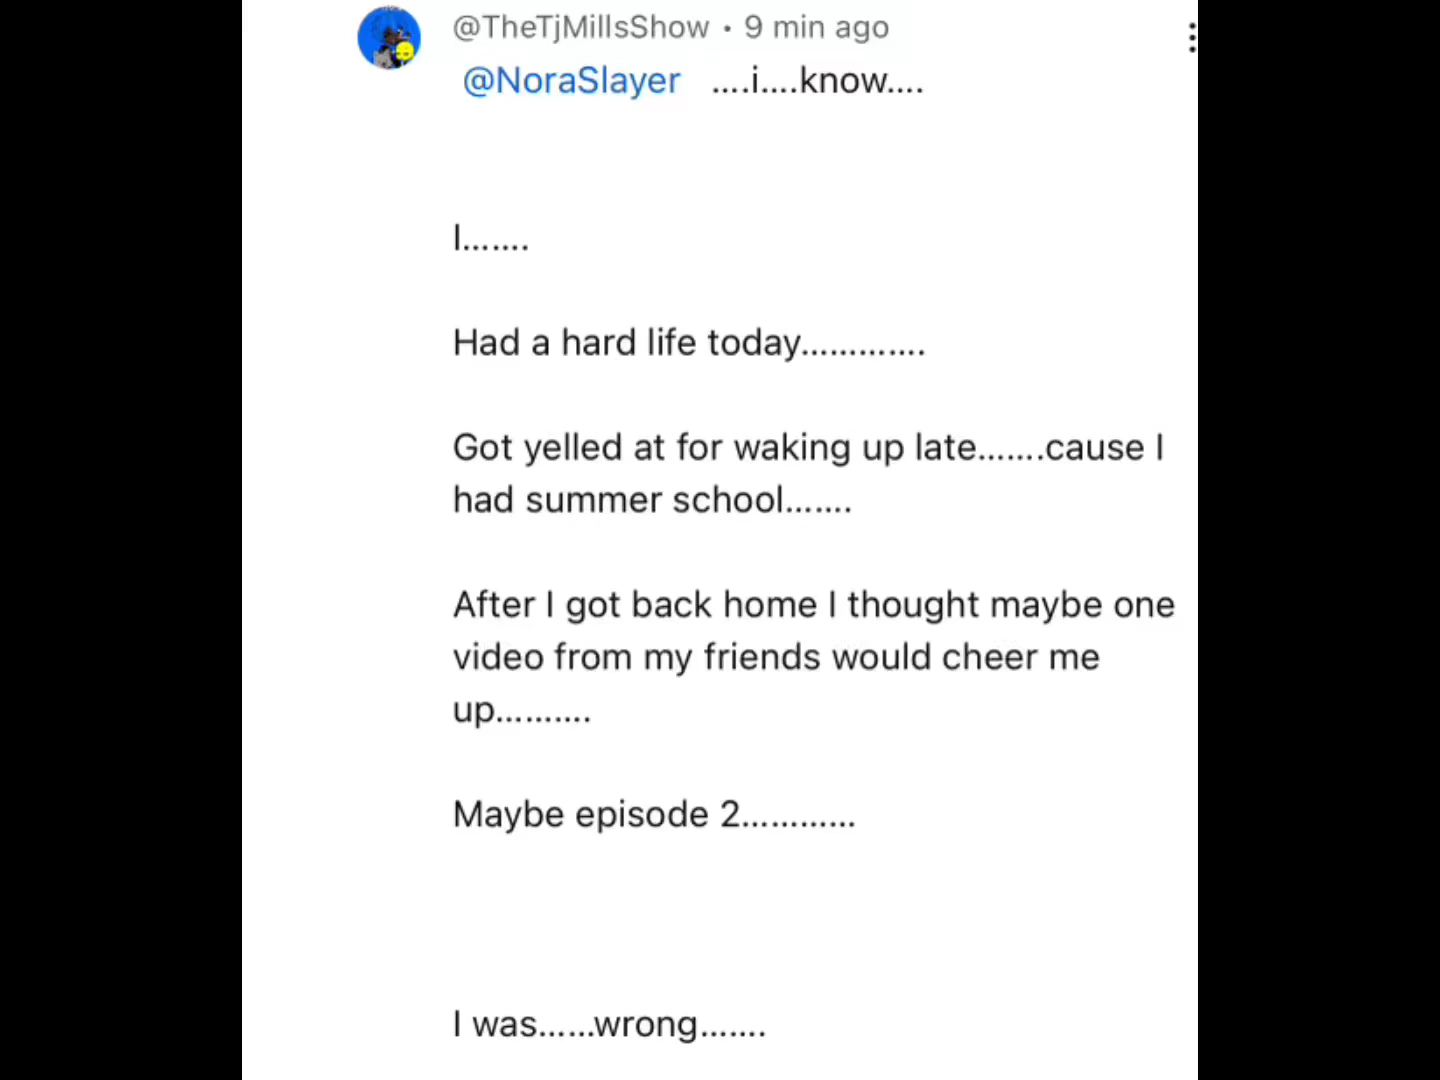 @TheTjMillsShow · 9 min ago
@NoraSlayer ....i....know....
I.......
Had a hard life today.............
Got yelled at for waking up late.......cause I
had summer school.......
After I got back home I thought maybe one
video from my friends would cheer me
up..........
Maybe episode 2............
I was......wrong.......